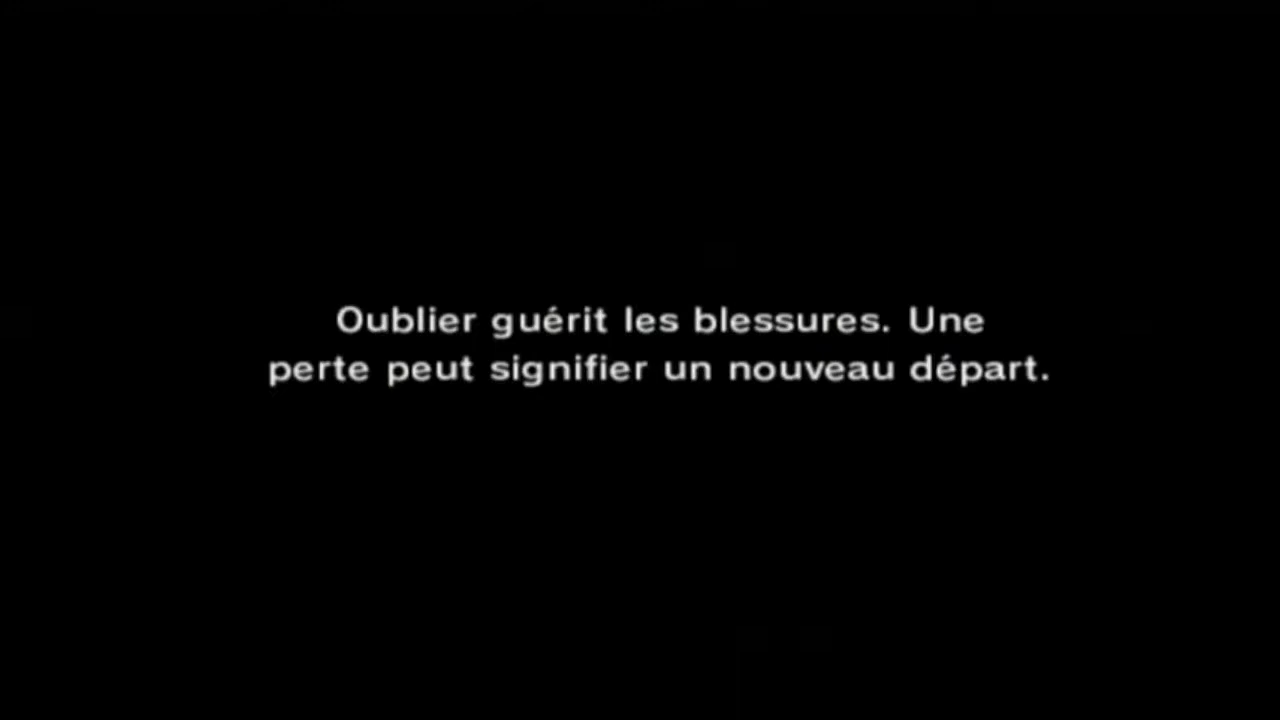 Oublier guérit les blessures. Une
perte peut signifier un nouveau départ.